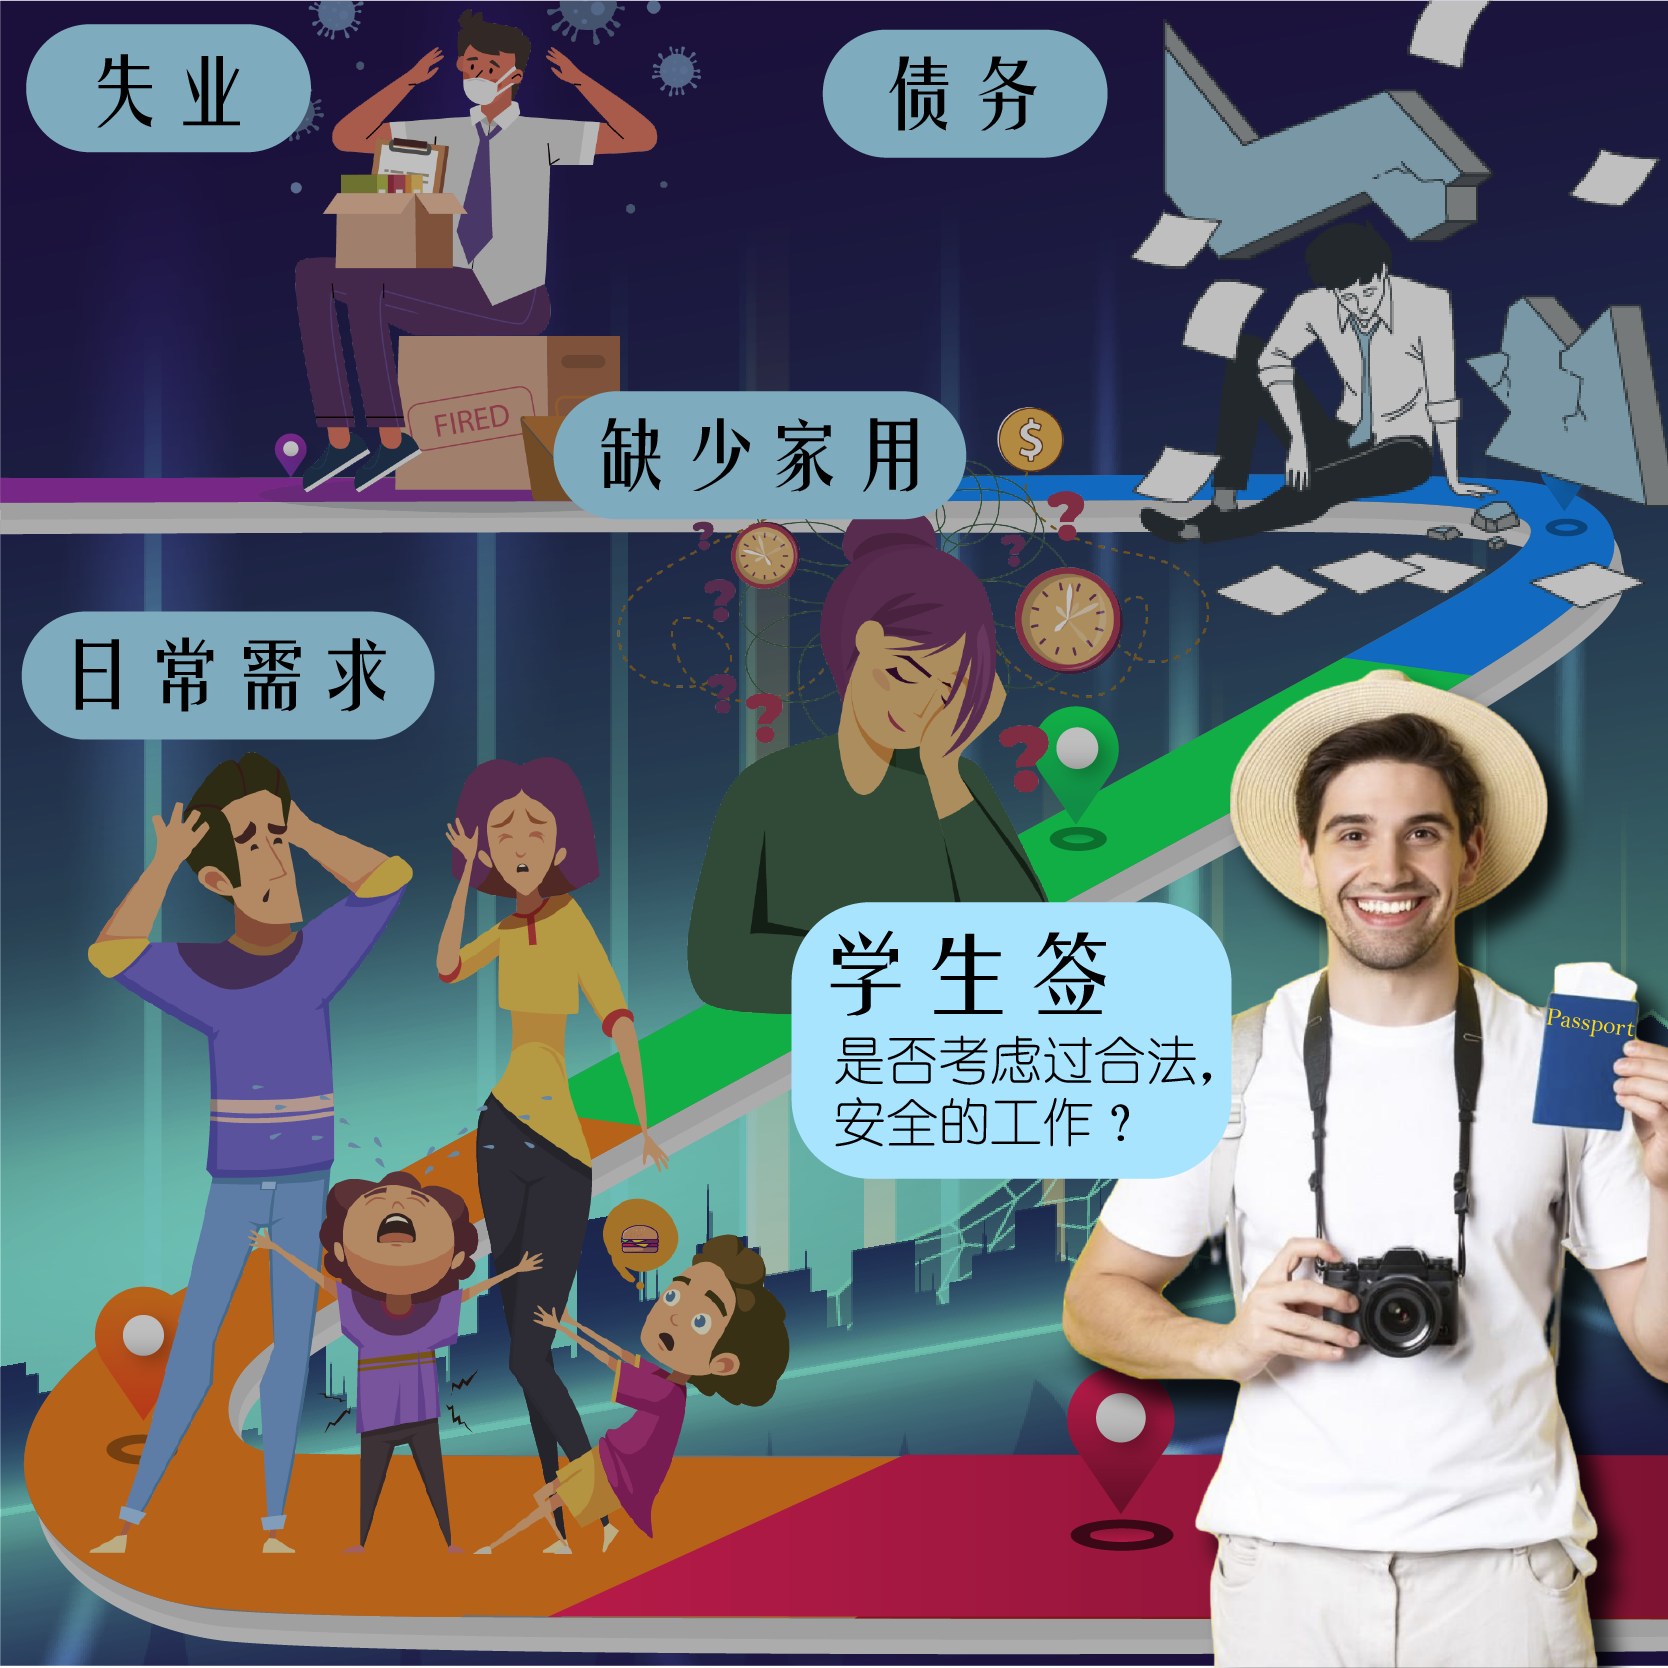 失业
债务
FIRED
缺少家用
日常需求
学生签
是否考虑过合法，
安全的工作？
Passport